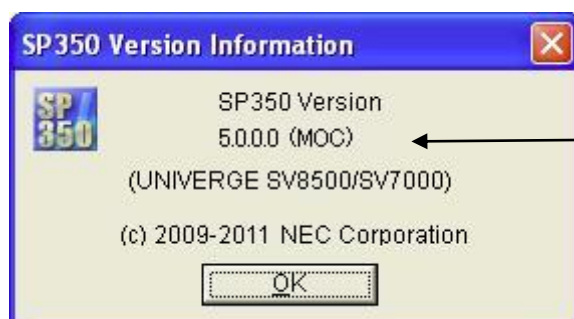 SP350 Version Information
SP/
350
SP350 Version
5.0.0.0 (MOC)
(UNIVERGE SV8500/SV7000)
(c) 2009-2011 NEC Corporation
OK